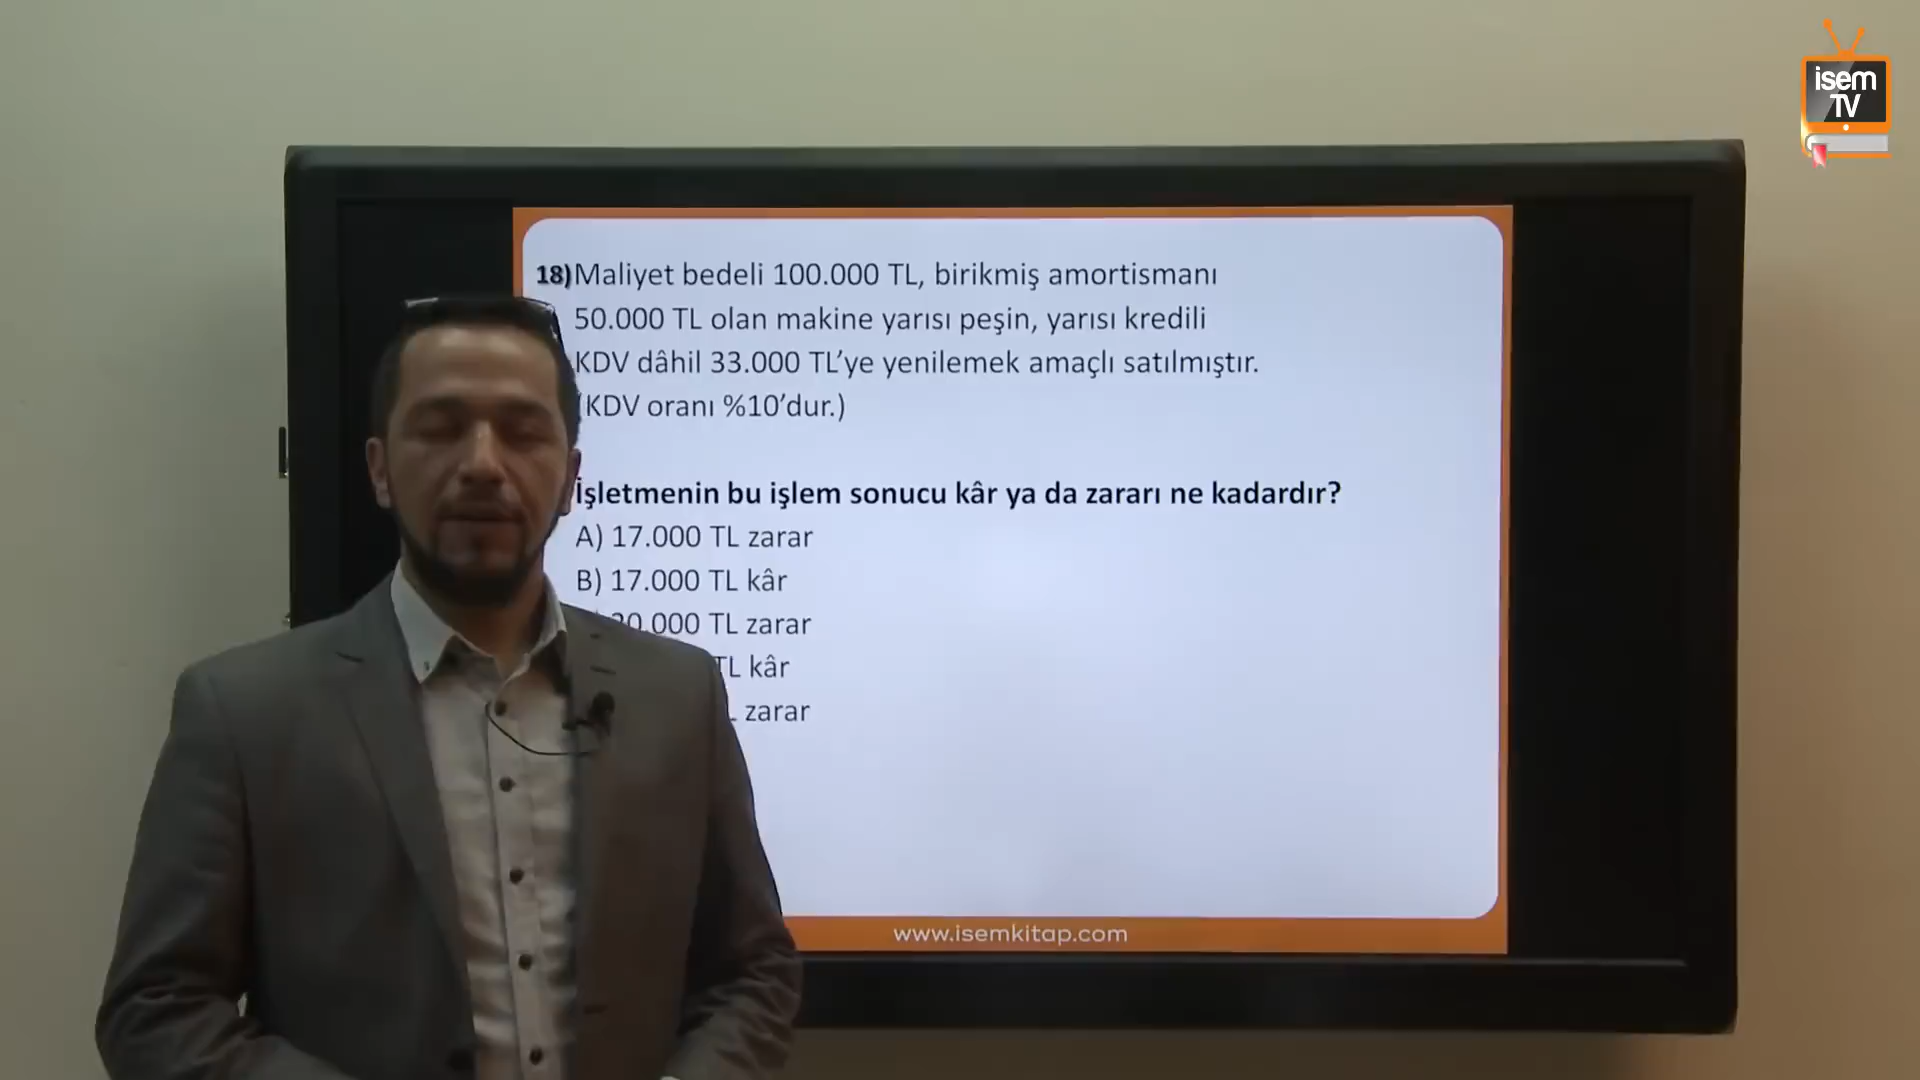 isem
TV
18) Maliyet bedeli 100.000 TL, birikmiş amortismanı
50.000 TL olan makine yarısı peşin, yarısı kredili
KDV dâhil 33.000 TL’ye yenilemek amaçlı satılmıştır.
(KDV oranı %10’dur.)
İşletmenin bu işlem sonucu kâr ya da zararı ne kadardır?
A) 17.000 TL zarar
B) 17.000 TL kâr
000 TL zarar
TL kâr
zarar
www.isemkitap.com